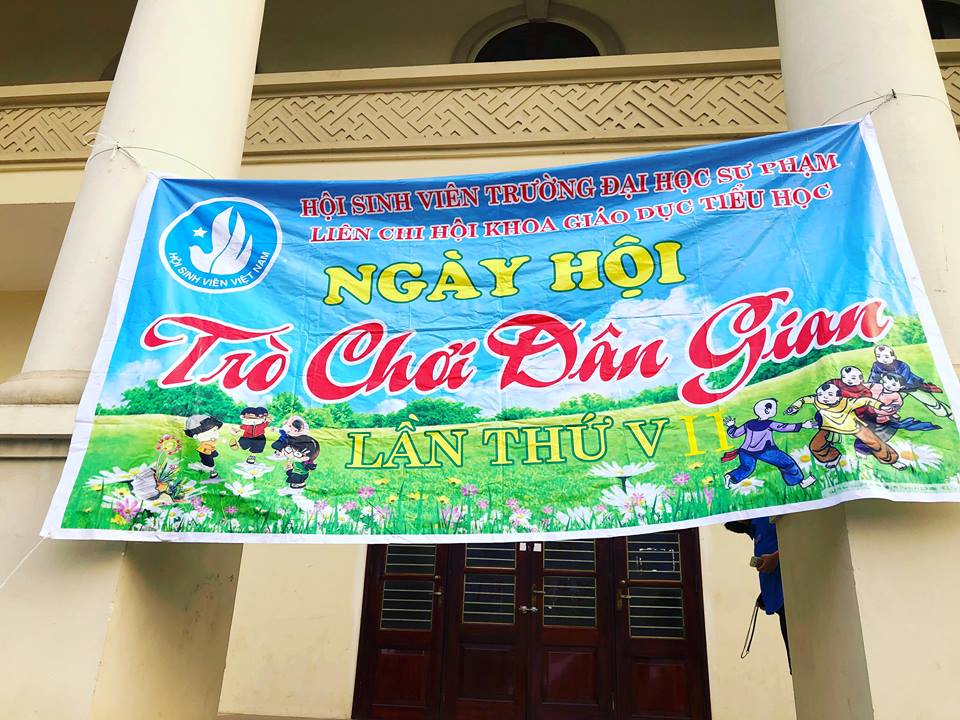 HỘI SINH VIÊN TRƯỜNG ĐẠI HỌC SƯ PHẠM
LIÊN CHI HỘI KHOA GIÁO DỤC TIỂU HỌC
HỘI SINH VIÊN VIỆT NAM
NGÀY HỘI
Trò Chơi Dân Gian
LẦN THỨ VII